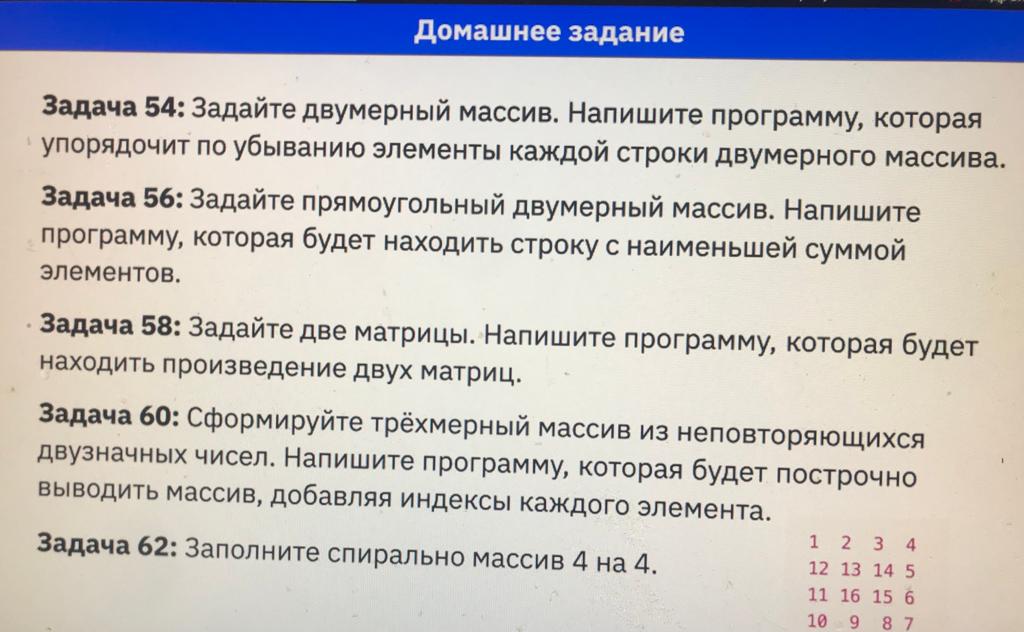 Домашнее задание
Задача 54: Задайте двумерный массив. Напишите программу, которая
упорядочит по убыванию элементы каждой строки двумерного массива.
Задача 56: Задайте прямоугольный двумерный массив. Напишите
программу, которая будет находить строку с наименьшей суммой
элементов.
Задача 58: Задайте две матрицы. Напишите программу, которая будет
находить произведение двух матриц.
Задача 60: Сформируйте трёхмерный массив из неповторяющихся
двузначных чисел. Напишите программу, которая будет построчно
выводить массив, добавляя индексы каждого элемента.
Задача 62: Заполните спирально массив 4 на 4.
1 2 3 4
12 13 14 5
11 16 15 6
10 9 8 7